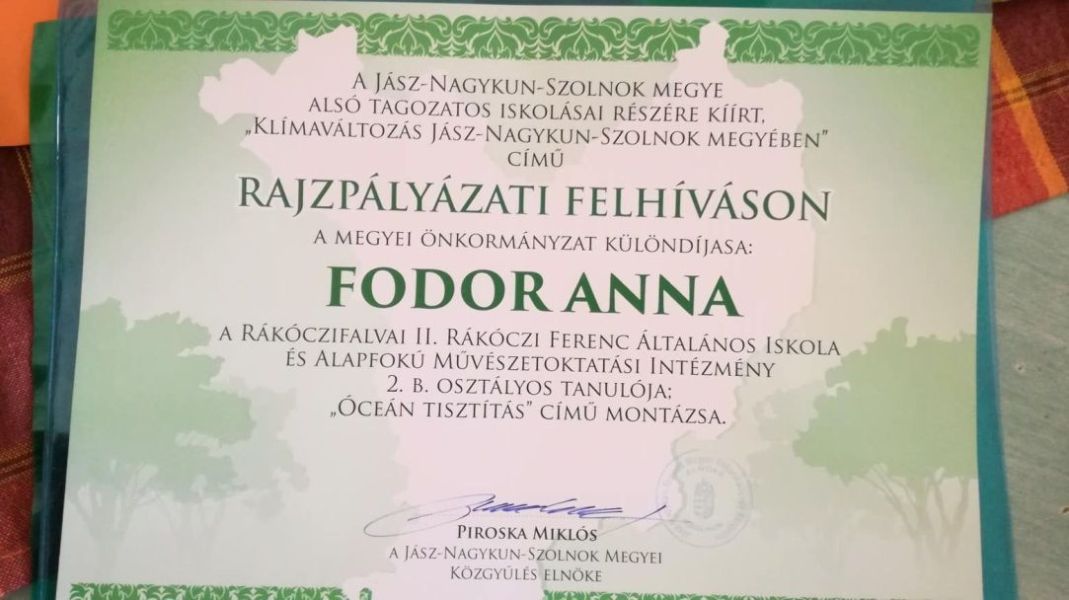 A JÁSZ-NAGYKUN-SZOLNOK MEGYE
ALSÓ TAGOZATOS ISKOLÁSAI RÉSZÉRE KÍÍRT,
„KLÍMAVÁLTOZÁS JÁSZ-NAGYKUN-SZOLNOK MEGYÉBEN”
CÍMŰ
RAJZPÁLYÁZATI FELHÍVÁSON
A MEGYEI ÖNKORMÁNYZAT KÜLÖNDÍJASA:
FODOR ANNA
A RÁKÓCZIFALVAI II. RÁKÓCZI FERENC ÁLTALÁNOS ISKOLA
ÉS ALAPFOKÚ MŰVÉSZETOKTATÁSI INTÉZMÉNY
2. B. OSZTÁLYOS TANULÓJA;
„ÓCEÁN TISZTÍTÁS” CÍMŰ MONTÁZSA.
PIROSKA MIKLÓS
A JÁSZ-NAGYKUN-SZOLNOK MEGYEI
KÖZGYŰLÉS ELNÖKE